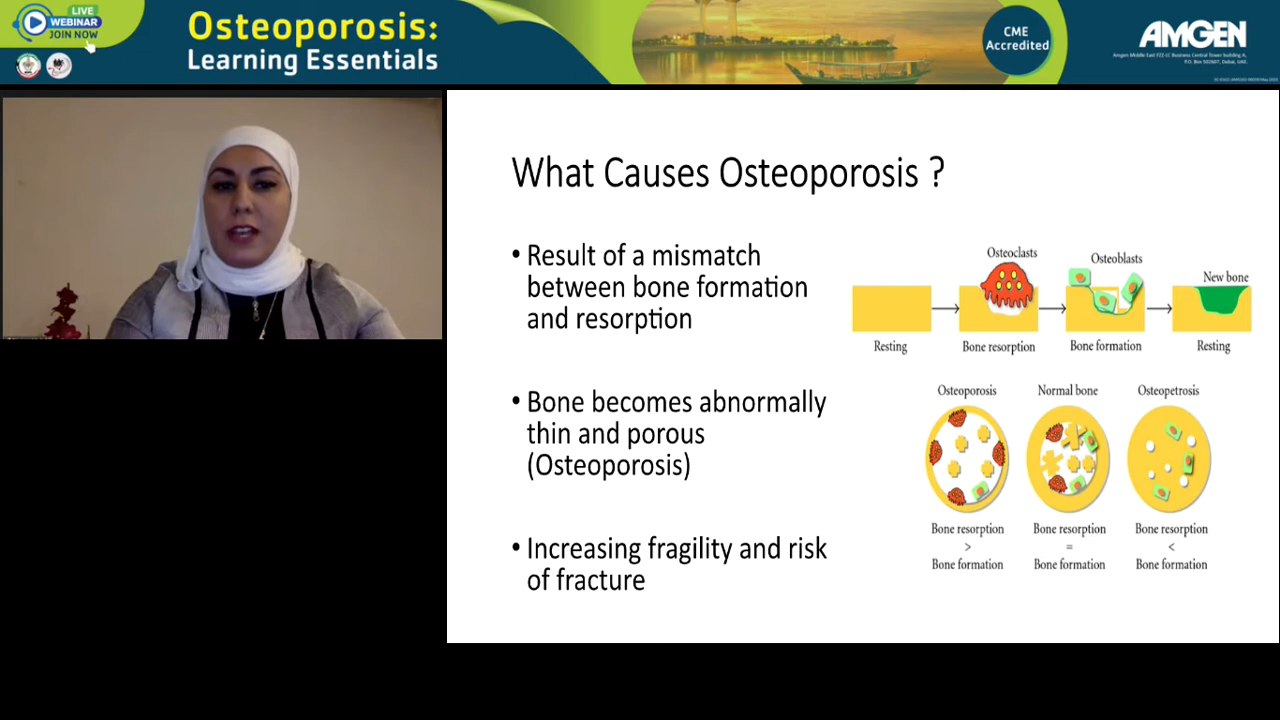 LIVE
WEBINAR
JOIN NOW
Osteoporosis:
Learning Essentials
CME
Accredited
AMGEN
Amgen Middle East FZ-LLC Business Central Tower building A,
P.O. Box 502807, Dubai, UAE.
What Causes Osteoporosis ?
• Result of a mismatch
between bone formation
and resorption
• Bone becomes abnormally
thin and porous
(Osteoporosis)
• Increasing fragility and risk
of fracture
Osteoclasts
Osteoblasts
New bone
Resting
Bone resorption
Bone formation
Resting
Osteoporosis
Normal bone
Osteopetrosis
Bone resorption
>
Bone formation
Bone resorption
=
Bone formation
Bone resorption
<
Bone formation